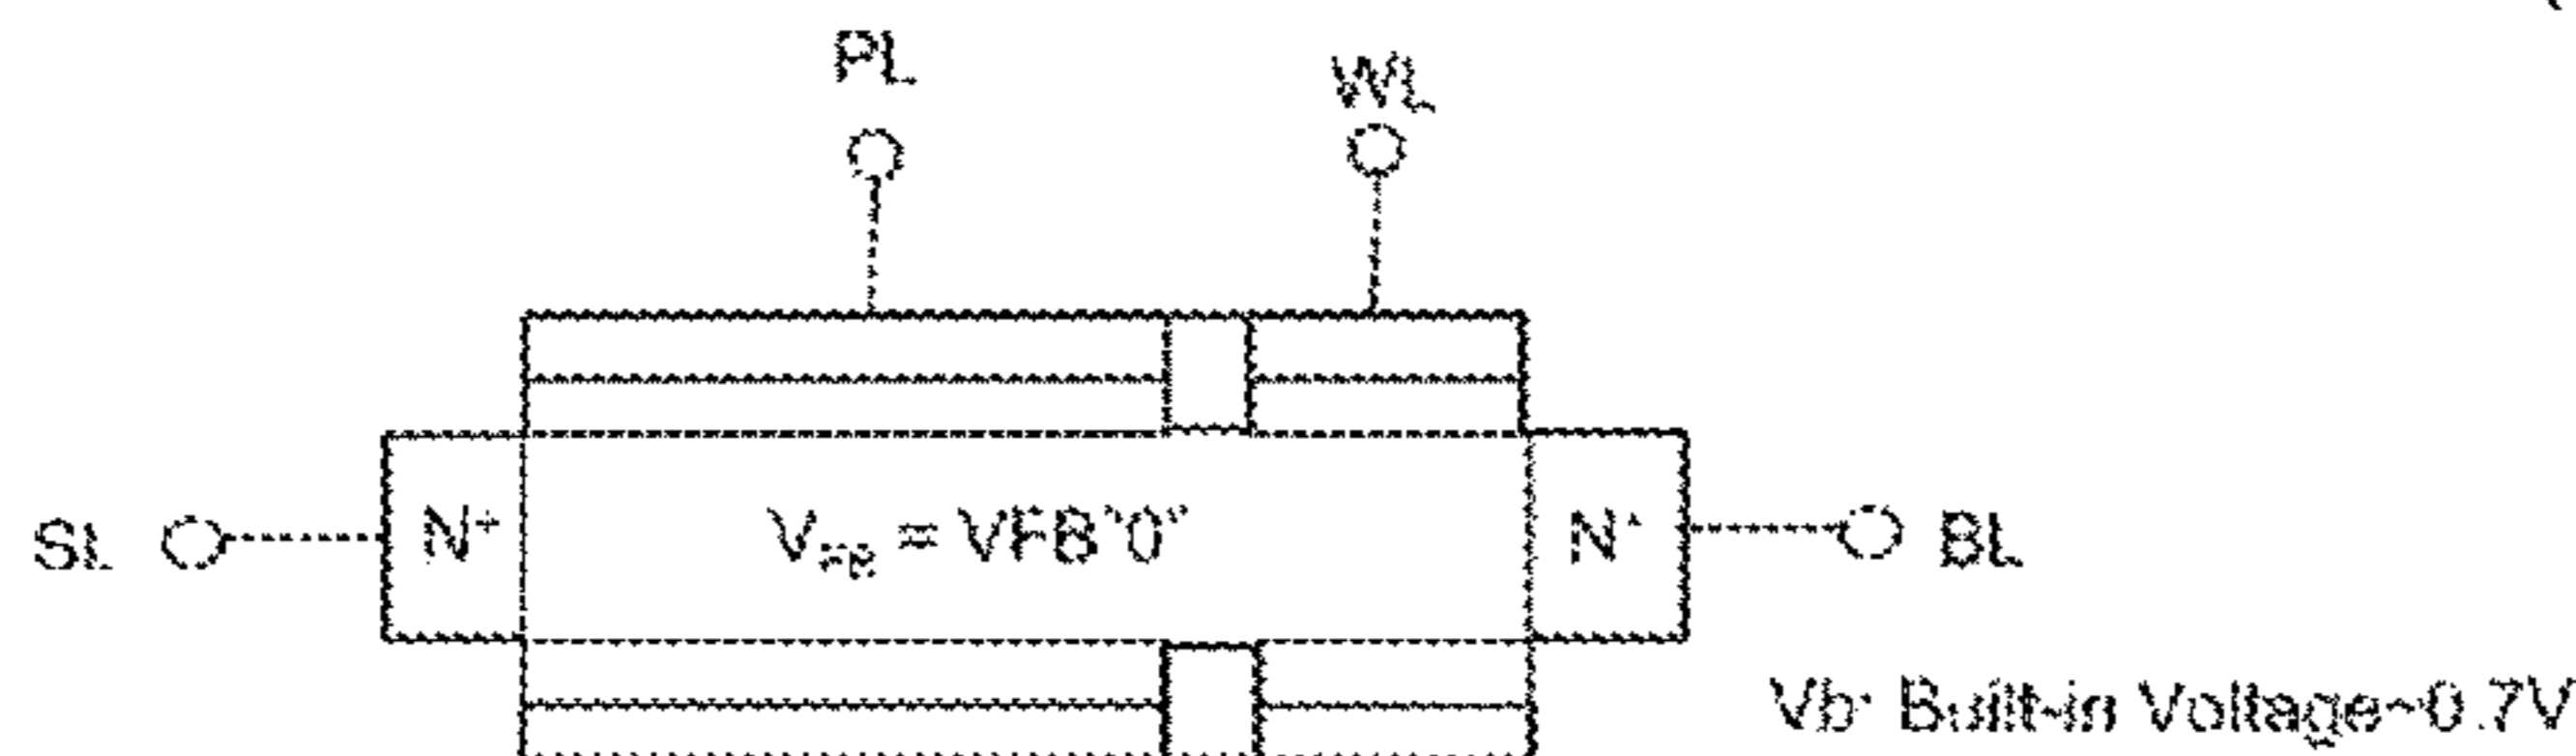 PL
WL
SL
N+
V_FB = VFB"0"
N+
BL
Vb: Built-in Voltage~0.7V